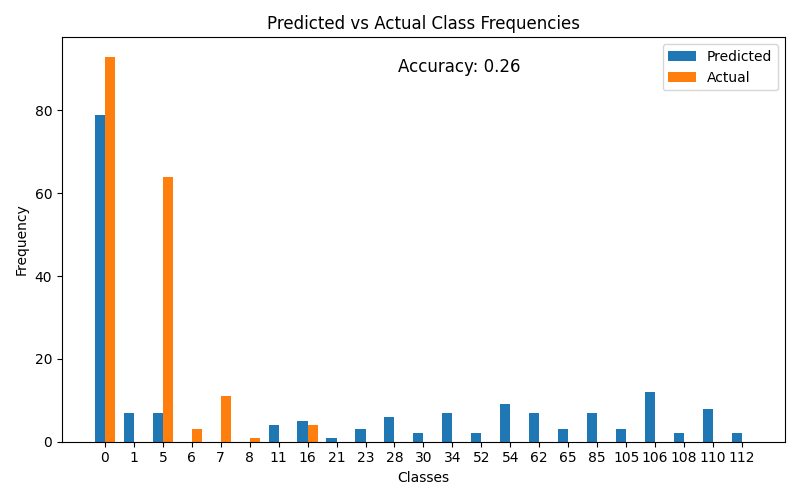 Predicted vs Actual Class Frequencies
Accuracy: 0.26
Predicted
Actual
Frequency
80
60
40
20
0
0 1 5 6 7 8 11 16 21 23 28 30 34 52 54 62 65 85 105 106 108 110 112
Classes